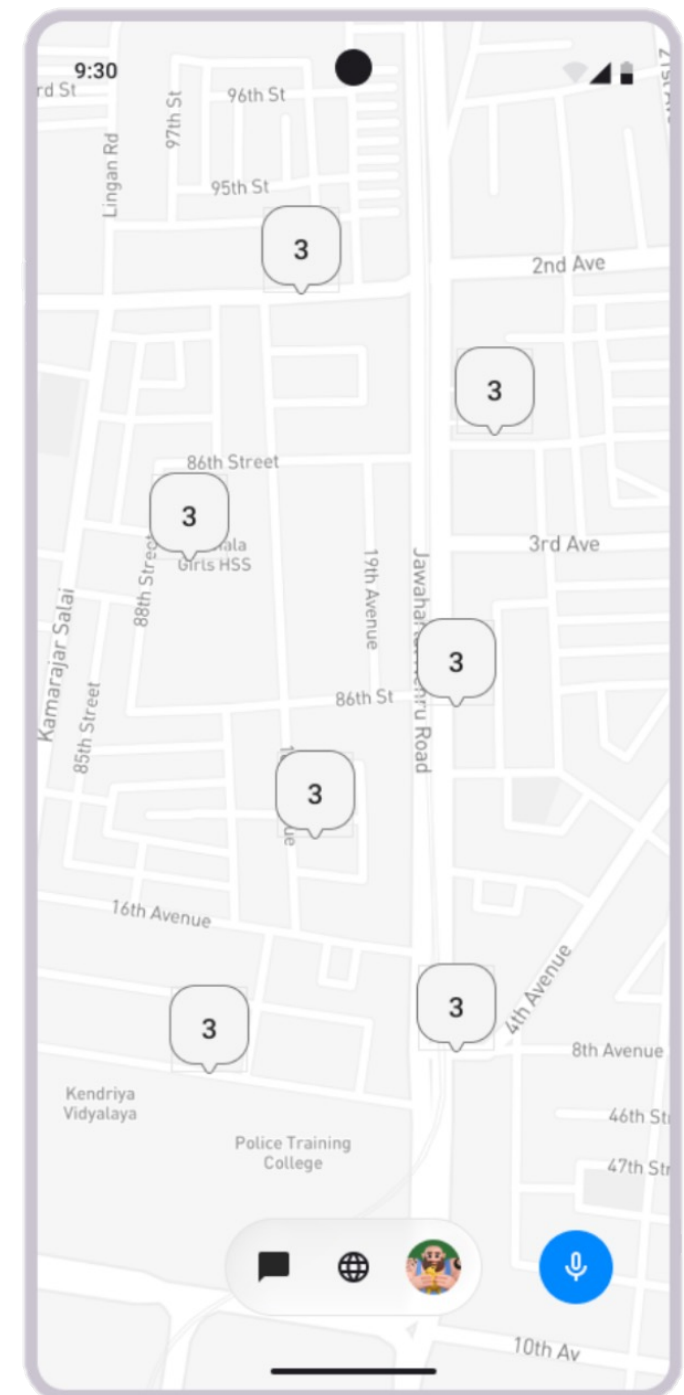 9:30
rd St
96th St
97th St
Lingan Rd
95th St
3
2nd Ave
3
86th Street
3
Girls HSS
88th Street
3rd Ave
19th Avenue
Kamarajar Salai
3
Road
86th St
85th Street
3
16th Avenue
3
4th Avenue
3
8th Avenue
Kendriya
Vidyalaya
46th St
Police Training
College
47th Str
10th Av